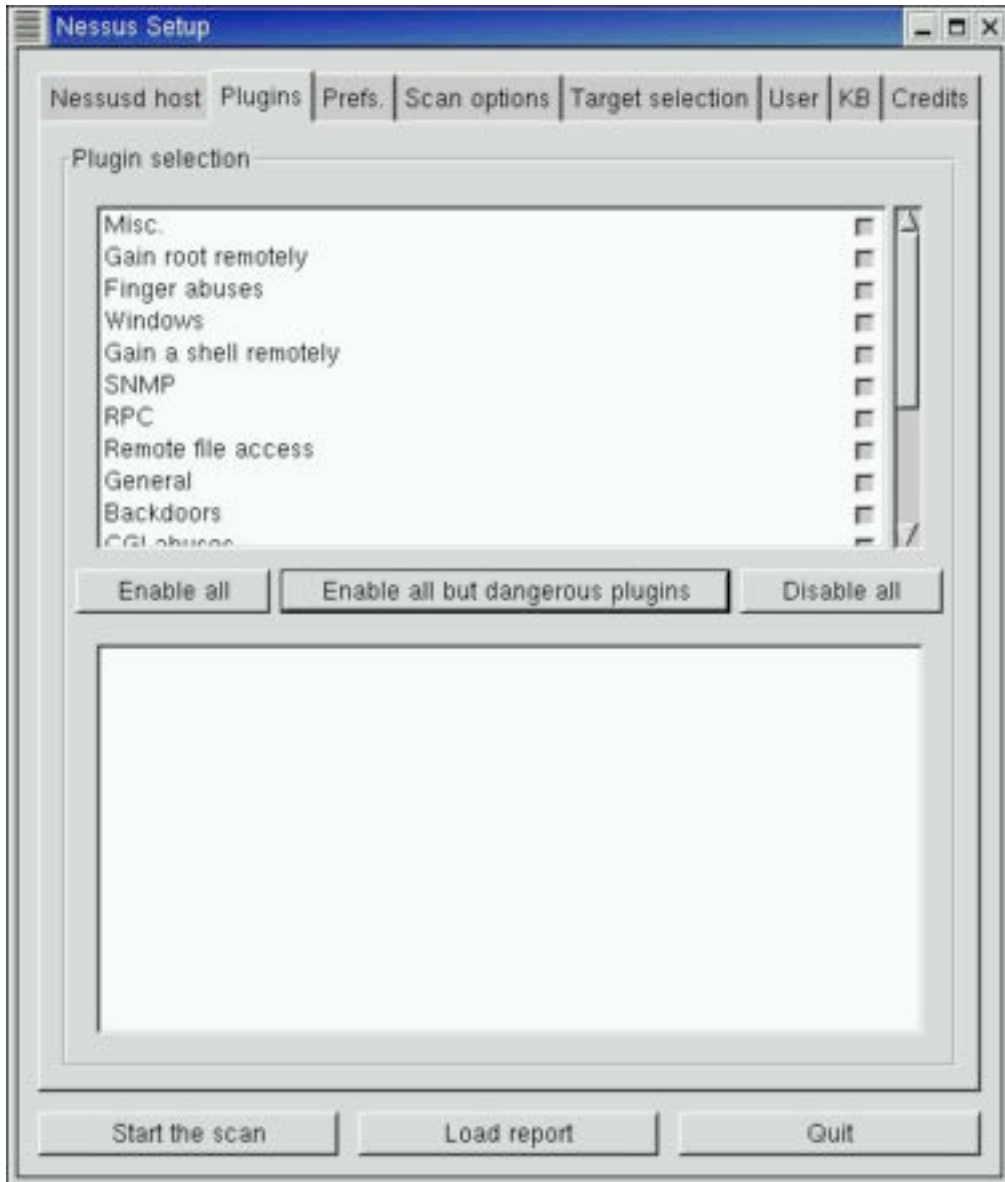 Nessus Setup
Nessusd host Plugins Prefs. Scan options Target selection User KB Credits
Plugin selection
Misc.
Gain root remotely
Finger abuses
Windows
Gain a shell remotely
SNMP
RPC
Remote file access
General
Backdoors
CGI abuses
Enable all Enable all but dangerous plugins Disable all
Start the scan Load report Quit